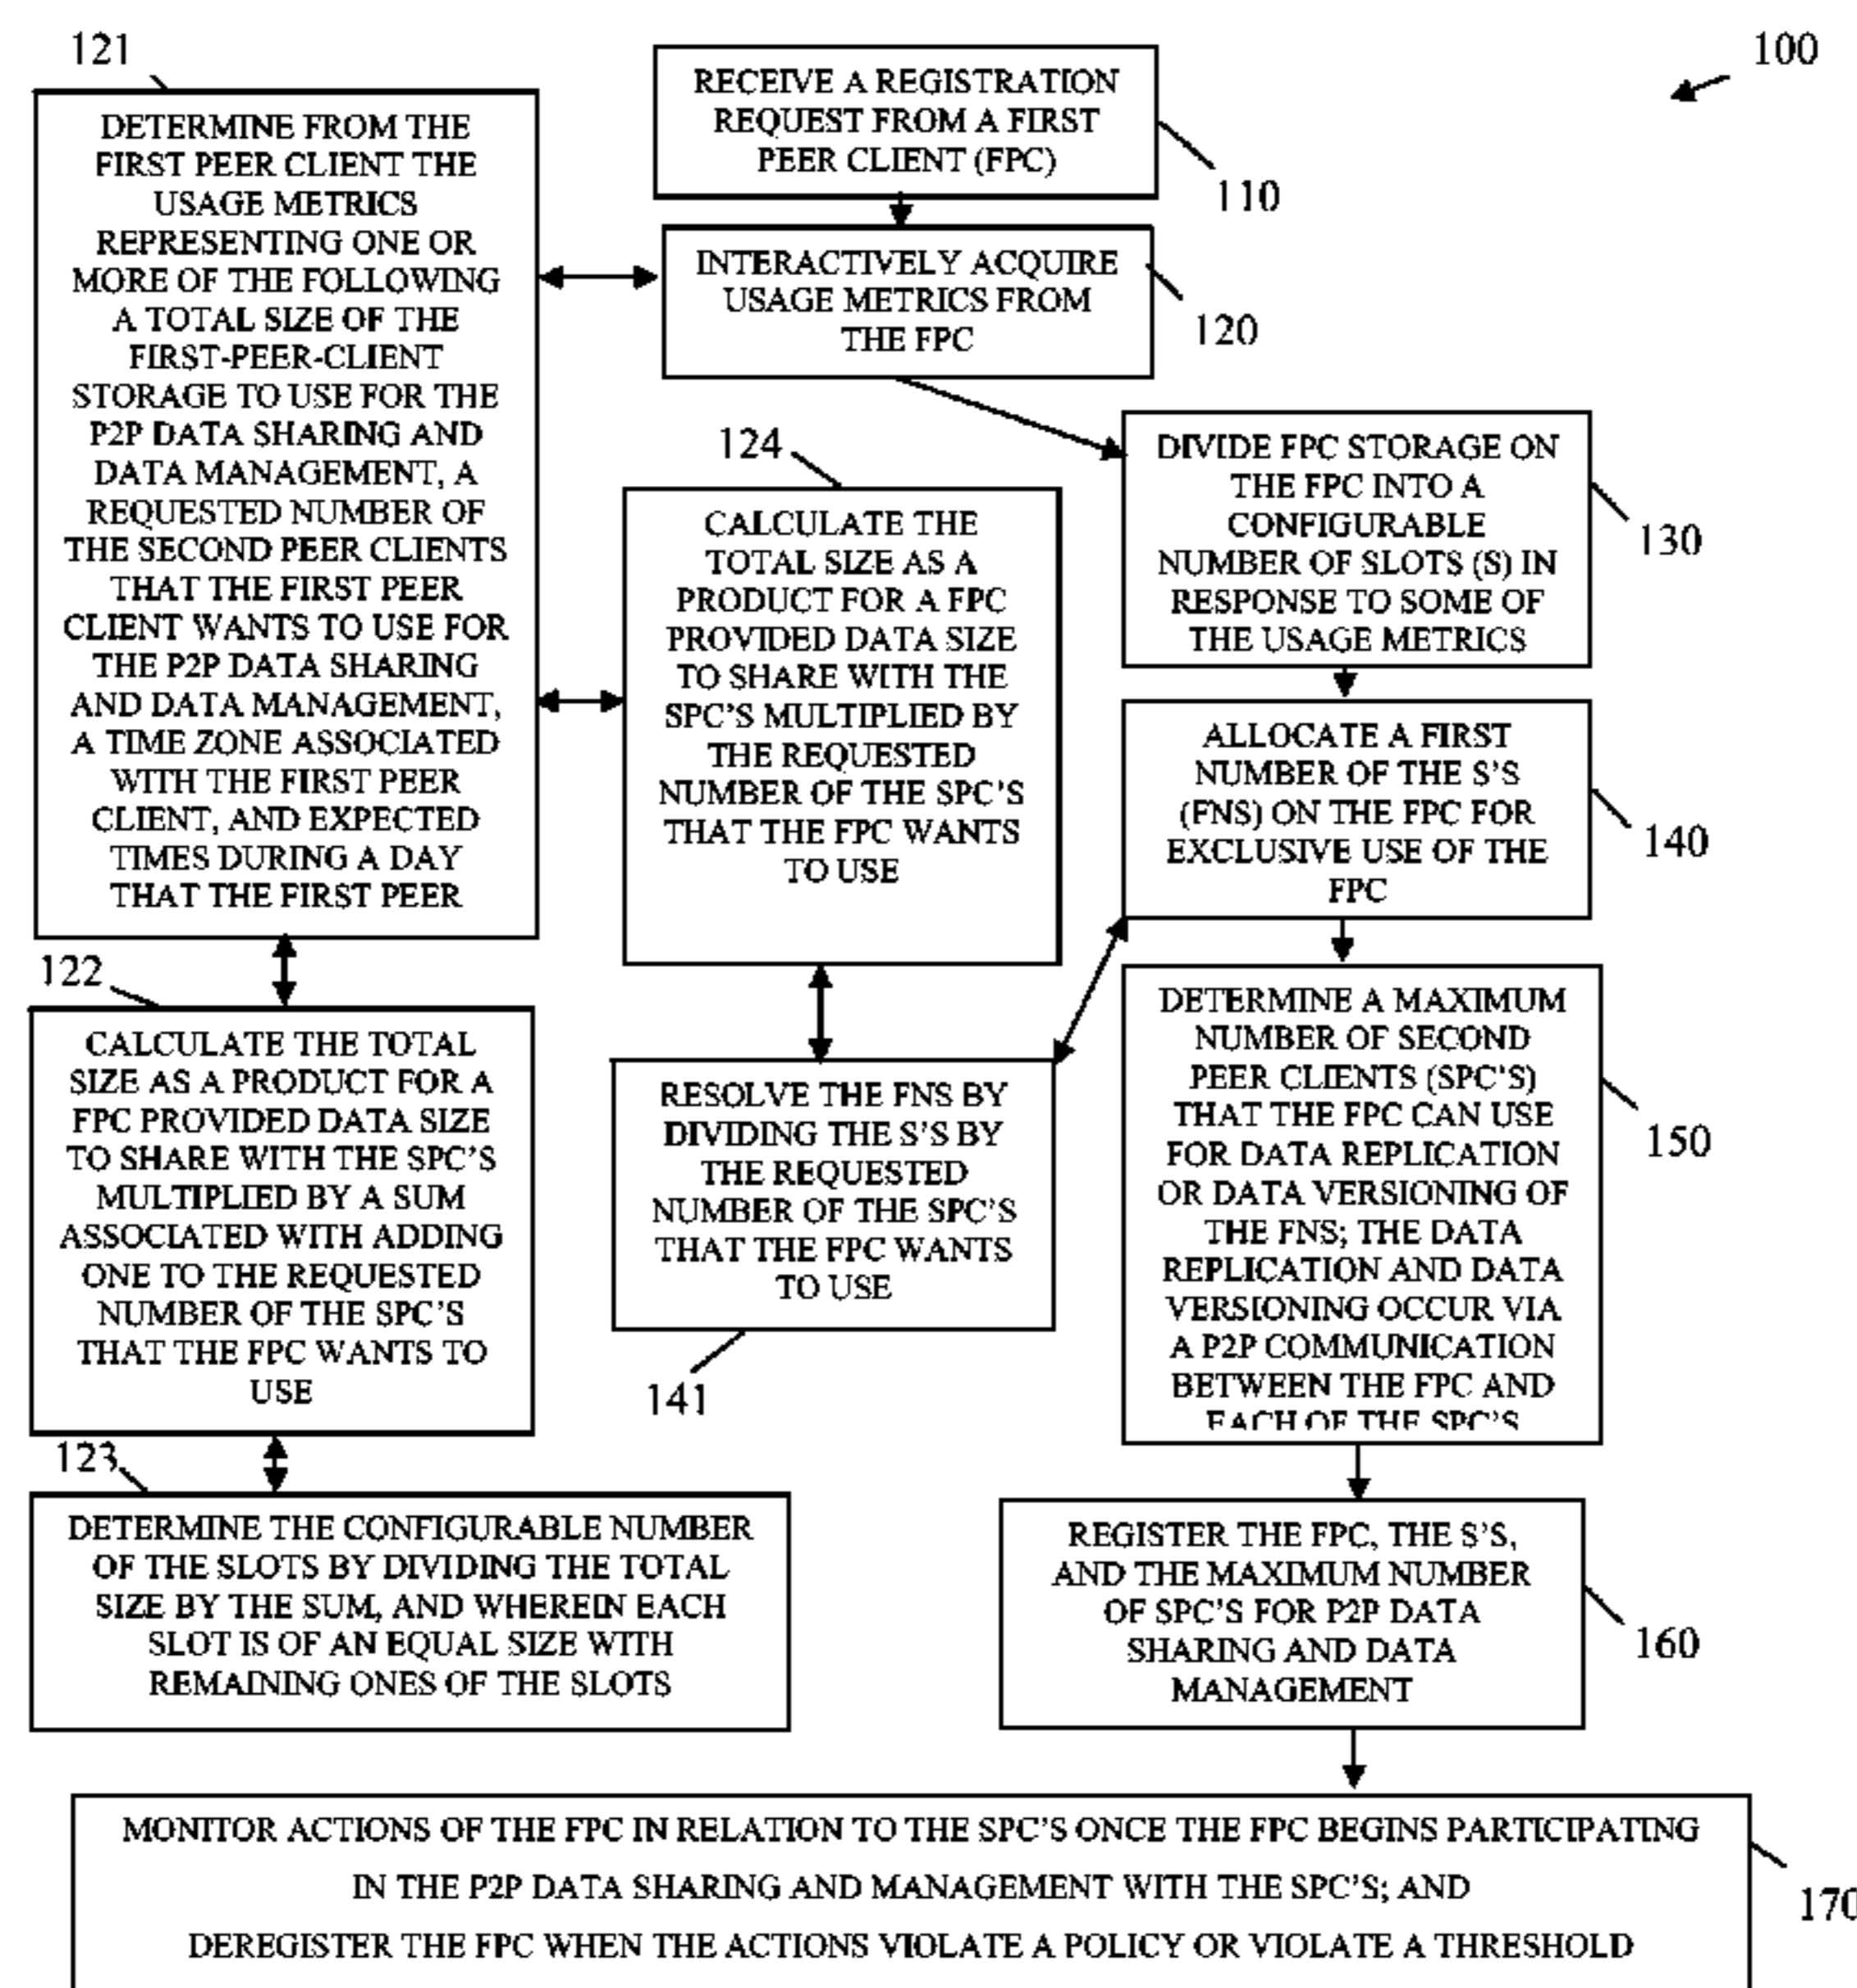 100
110
RECEIVE A REGISTRATION
REQUEST FROM A FIRST
PEER CLIENT (FPC)
120
INTERACTIVELY ACQUIRE
USAGE METRICS FROM
THE FPC
121
DETERMINE FROM THE
FIRST PEER CLIENT THE
USAGE METRICS
REPRESENTING ONE OR
MORE OF THE FOLLOWING
A TOTAL SIZE OF THE
FIRST-PEER-CLIENT
STORAGE TO USE FOR THE
P2P DATA SHARING AND
DATA MANAGEMENT, A
REQUESTED NUMBER OF
THE SECOND PEER CLIENTS
THAT THE FIRST PEER
CLIENT WANTS TO USE FOR
THE P2P DATA SHARING
AND DATA MANAGEMENT,
A TIME ZONE ASSOCIATED
WITH THE FIRST PEER
CLIENT, AND EXPECTED
TIMES DURING A DAY
THAT THE FIRST PEER
122
CALCULATE THE TOTAL
SIZE AS A PRODUCT FOR A
FPC PROVIDED DATA SIZE
TO SHARE WITH THE SPC'S
MULTIPLIED BY A SUM
ASSOCIATED WITH ADDING
ONE TO THE REQUESTED
NUMBER OF THE SPC'S
THAT THE FPC WANTS TO
USE
123
DETERMINE THE CONFIGURABLE NUMBER
OF THE SLOTS BY DIVIDING THE TOTAL
SIZE BY THE SUM, AND WHEREIN EACH
SLOT IS OF AN EQUAL SIZE WITH
REMAINING ONES OF THE SLOTS
124
CALCULATE THE
TOTAL SIZE AS A
PRODUCT FOR A FPC
PROVIDED DATA SIZE
TO SHARE WITH THE
SPC'S MULTIPLIED BY
THE REQUESTED
NUMBER OF THE SPC'S
THAT THE FPC WANTS
TO USE
130
DIVIDE FPC STORAGE ON
THE FPC INTO A
CONFIGURABLE
NUMBER OF SLOTS (S) IN
RESPONSE TO SOME OF
THE USAGE METRICS
140
ALLOCATE A FIRST
NUMBER OF THE S'S
(FNS) ON THE FPC FOR
EXCLUSIVE USE OF THE
FPC
141
RESOLVE THE FNS BY
DIVIDING THE S'S BY
THE REQUESTED
NUMBER OF THE SPC'S
THAT THE FPC WANTS
TO USE
150
DETERMINE A MAXIMUM
NUMBER OF SECOND
PEER CLIENTS (SPC'S)
THAT THE FPC CAN USE
FOR DATA REPLICATION
OR DATA VERSIONING OF
THE FNS; THE DATA
REPLICATION AND DATA
VERSIONING OCCUR VIA
A P2P COMMUNICATION
BETWEEN THE FPC AND
EACH OF THE SPC'S
160
REGISTER THE FPC, THE S'S,
AND THE MAXIMUM NUMBER
OF SPC'S FOR P2P DATA
SHARING AND DATA
MANAGEMENT
170
MONITOR ACTIONS OF THE FPC IN RELATION TO THE SPC'S ONCE THE FPC BEGINS PARTICIPATING
IN THE P2P DATA SHARING AND MANAGEMENT WITH THE SPC'S; AND
DEREGISTER THE FPC WHEN THE ACTIONS VIOLATE A POLICY OR VIOLATE A THRESHOLD